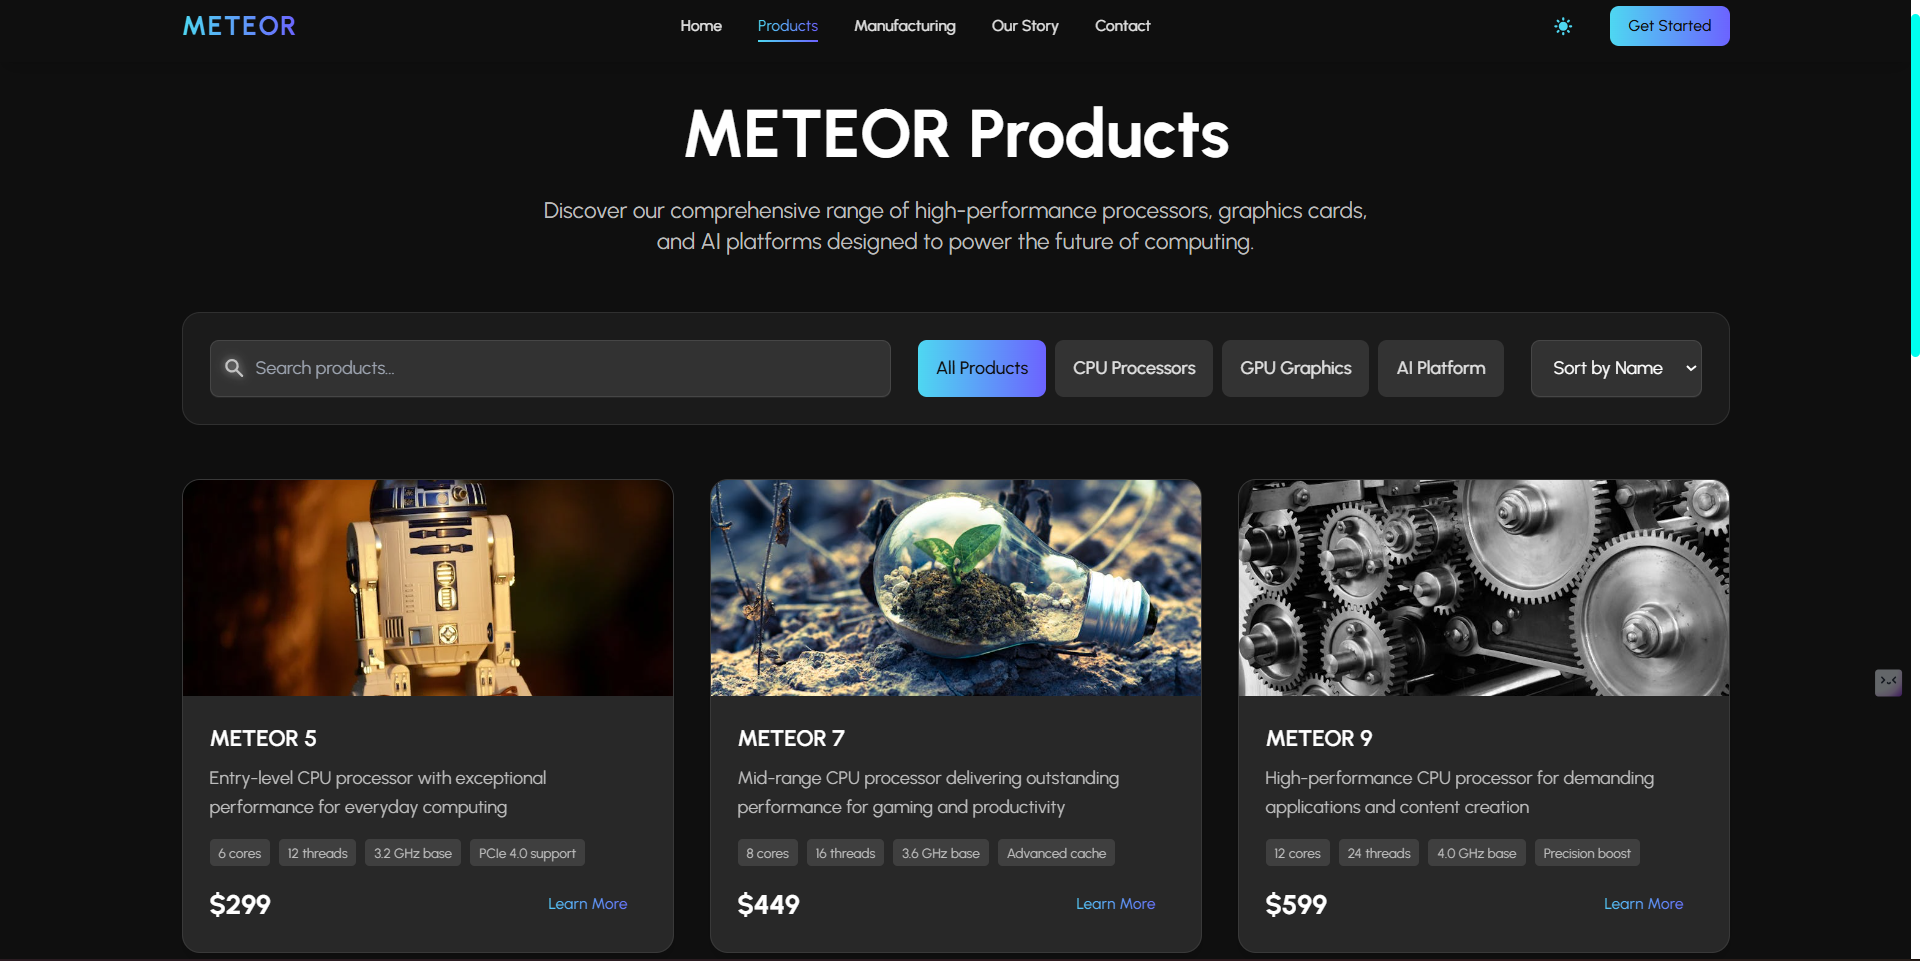 METEOR
Home
Products
Manufacturing
Our Story
Contact
Get Started
METEOR Products
Discover our comprehensive range of high-performance processors, graphics cards,
and AI platforms designed to power the future of computing.
Search products...
All Products
CPU Processors
GPU Graphics
AI Platform
Sort by Name
METEOR 5
Entry-level CPU processor with exceptional
performance for everyday computing
6 cores
12 threads
3.2 GHz base
PCIe 4.0 support
$299
Learn More
METEOR 7
Mid-range CPU processor delivering outstanding
performance for gaming and productivity
8 cores
16 threads
3.6 GHz base
Advanced cache
$449
Learn More
METEOR 9
High-performance CPU processor for demanding
applications and content creation
12 cores
24 threads
4.0 GHz base
Precision boost
$599
Learn More